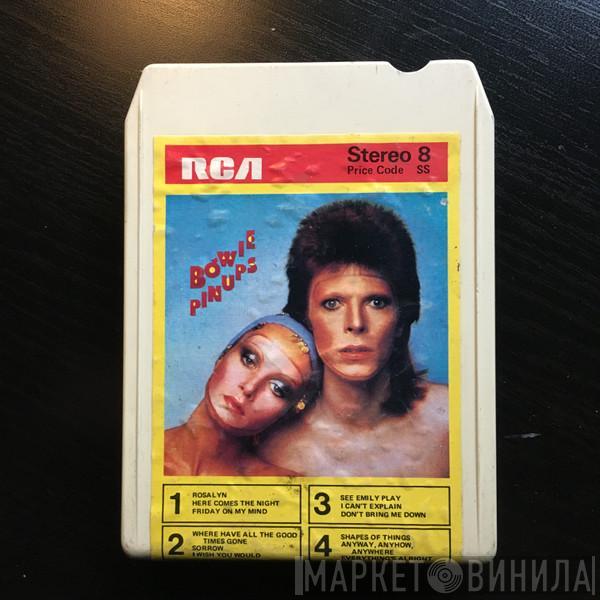 RCA
Stereo 8
Price Code SS
BOWIE
PINUPS
1
ROSALYN
HERE COMES THE NIGHT
FRIDAY ON MY MIND
2
WHERE HAVE ALL THE GOOD
TIMES GONE
SORROW
I WISH YOU WOULD
3
SEE EMILY PLAY
I CAN'T EXPLAIN
DON'T BRING ME DOWN
4
SHAPES OF THINGS
ANYWAY, ANYHOW,
ANYWHERE
EVERYTHING'S ALRIGHT
МАРКЕТ ВИНИЛА